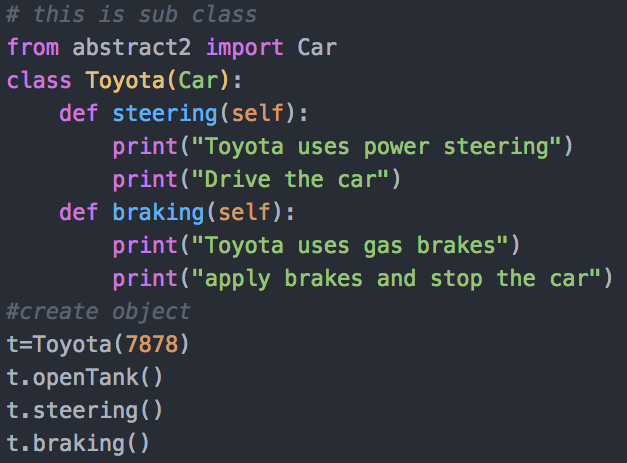 # this is sub class
from abstract2 import Car
class Toyota(Car):
    def steering(self):
        print("Toyota uses power steering")
        print("Drive the car")
    def braking(self):
        print("Toyota uses gas brakes")
        print("apply brakes and stop the car")
#create object
t=Toyota(7878)
t.openTank()
t.steering()
t.braking()